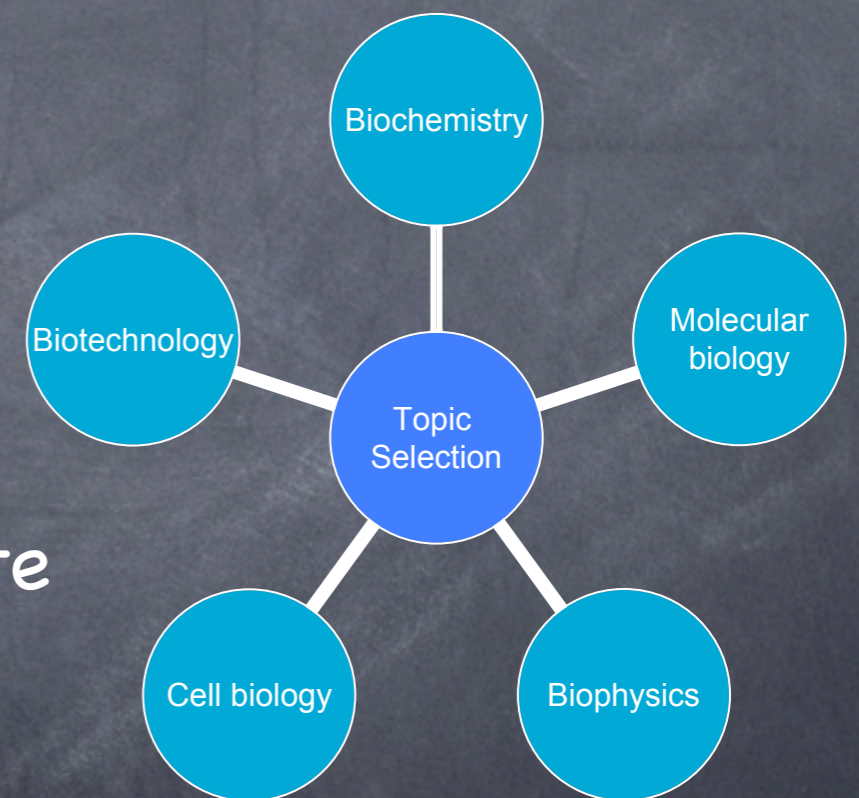 Biochemistry
Molecular
biology
Biotechnology
Topic
Selection
Cell biology
Biophysics